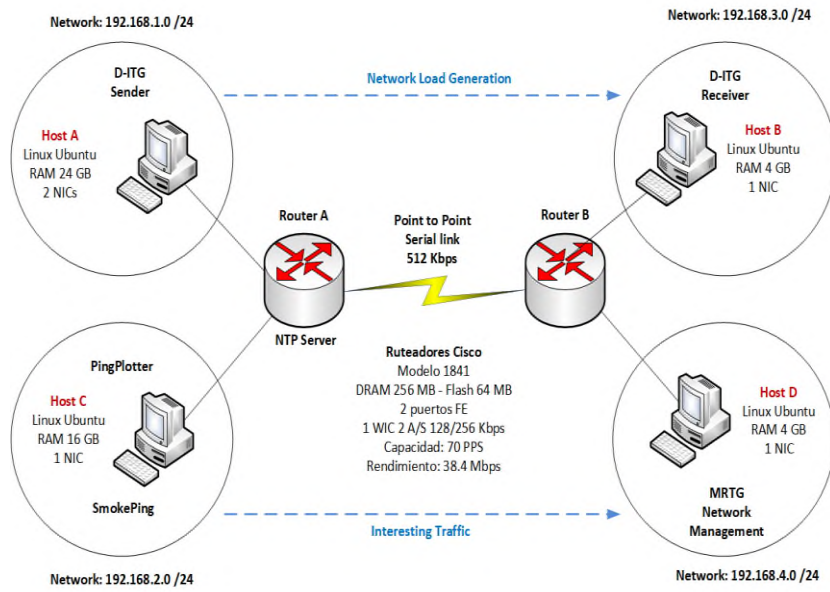 Network: 192.168.1.0 /24
Network: 192.168.3.0 /24
D-ITG
Sender
Network Load Generation
D-ITG
Receiver
Host A
Linux Ubuntu
RAM 24 GB
2 NICs
Host B
Linux Ubuntu
RAM 4 GB
1 NIC
Router A
Point to Point
Serial link
512 Kbps
Router B
NTP Server
PingPlotter
Host C
Linux Ubuntu
RAM 16 GB
1 NIC
SmokePing
Ruteadores Cisco
Modelo 1841
DRAM 256 MB - Flash 64 MB
2 puertos FE
1 WIC 2 A/S 128/256 Kbps
Capacidad: 70 PPS
Rendimiento: 38.4 Mbps
Host D
Linux Ubuntu
RAM 4 GB
1 NIC
MRTG
Network
Management
Interesting Traffic
Network: 192.168.2.0 /24
Network: 192.168.4.0 /24